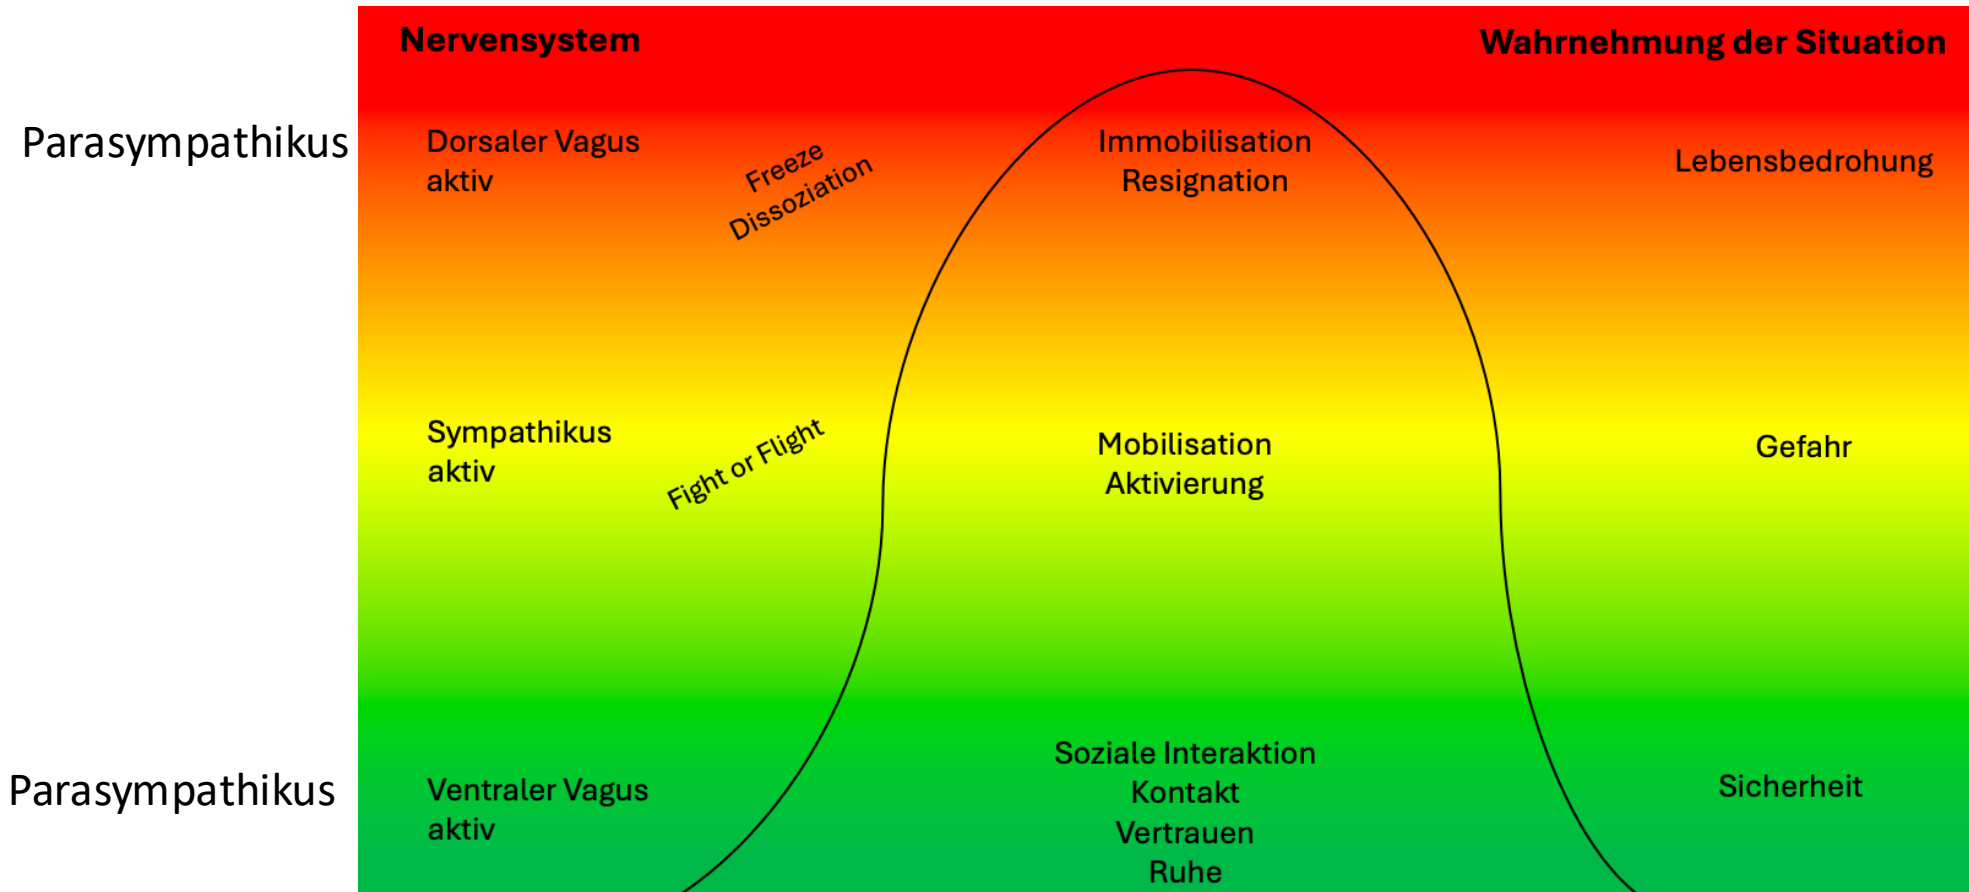 Nervensystem
Wahrnehmung der Situation
Parasympathikus
Dorsaler Vagus
aktiv
Freeze
Dissoziation
Immobilisation
Resignation
Lebensbedrohung
Sympathikus
aktiv
Fight or Flight
Mobilisation
Aktivierung
Gefahr
Parasympathikus
Ventraler Vagus
aktiv
Soziale Interaktion
Kontakt
Vertrauen
Ruhe
Sicherheit